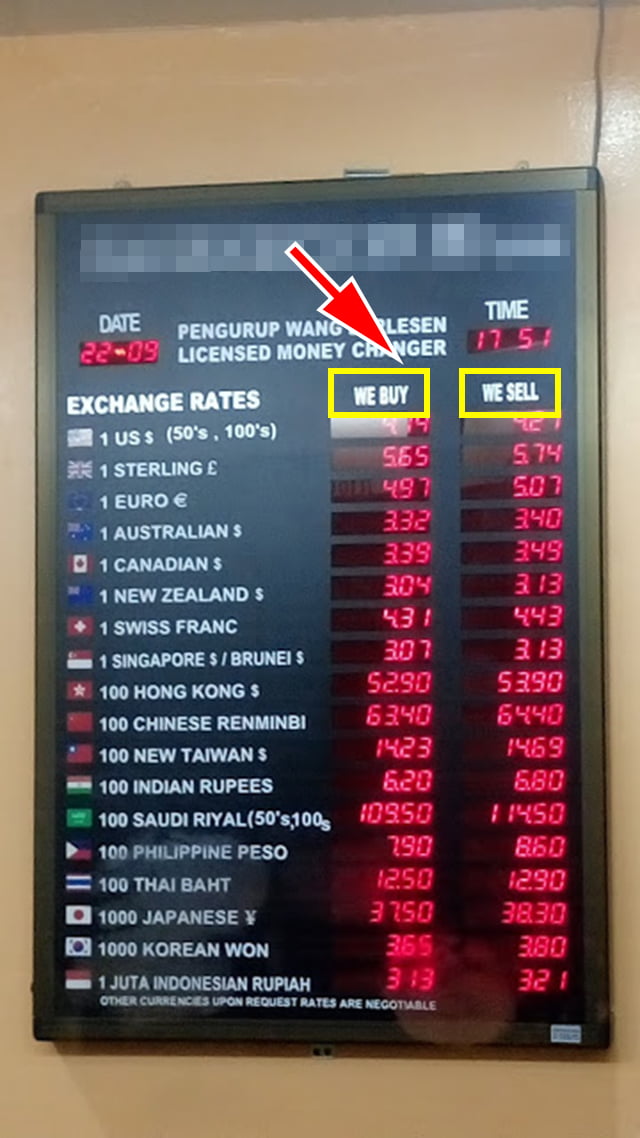 DATE
22-09
PENGURUP WANG
LICENSED MONEY CHANGER
TIME
17 51
EXCHANGE RATES WE BUY WE SELL
1 US $ (50's , 100's) 4.14 4.21
1 STERLING £ 5.65 5.74
1 EURO € 4.97 5.07
1 AUSTRALIAN $ 3.32 3.40
1 CANADIAN $ 3.39 3.49
1 NEW ZEALAND $ 3.04 3.13
1 SWISS FRANC 4.31 4.43
1 SINGAPORE $ / BRUNEI $ 3.07 3.13
100 HONG KONG $ 52.90 53.90
100 CHINESE RENMINBI 63.40 64.40
100 NEW TAIWAN $ 14.23 14.69
100 INDIAN RUPEES 6.20 6.80
100 SAUDI RIYAL(50's,100s 109.50 114.50
100 PHILIPPINE PESO 7.90 8.60
100 THAI BAHT 12.50 12.90
1000 JAPANESE ¥ 37.50 38.30
1000 KOREAN WON 3.65 3.80
1 JUTA INDONESIAN RUPIAH 313 321
OTHER CURRENCIES UPON REQUEST RATES ARE NEGOTIABLE